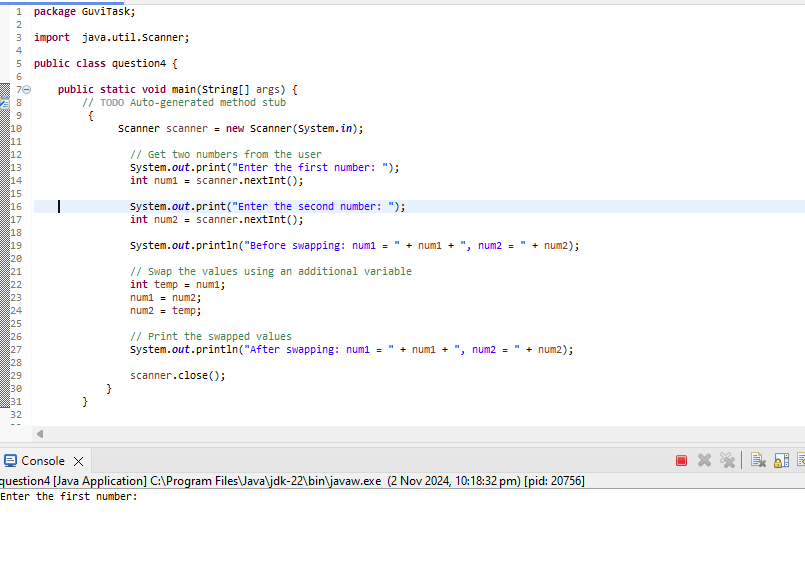 1 package GuviTask;
2
3 import  java.util.Scanner;
4
5 public class question4 {
6
7     public static void main(String[] args) {
8         // TODO Auto-generated method stub
9          {
10              Scanner scanner = new Scanner(System.in);
11
12                // Get two numbers from the user
13                System.out.print("Enter the first number: ");
14                int num1 = scanner.nextInt();
15
16                System.out.print("Enter the second number: ");
17                int num2 = scanner.nextInt();
18
19                System.out.println("Before swapping: num1 = " + num1 + ", num2 = " + num2);
20
21                // Swap the values using an additional variable
22                int temp = num1;
23                num1 = num2;
24                num2 = temp;
25
26                // Print the swapped values
27                System.out.println("After swapping: num1 = " + num1 + ", num2 = " + num2);
28
29                scanner.close();
30            }
31        }
32
Console
question4 [Java Application] C:\Program Files\Java\jdk-22\bin\javaw.exe (2 Nov 2024, 10:18:32 pm) [pid: 20756]
Enter the first number: